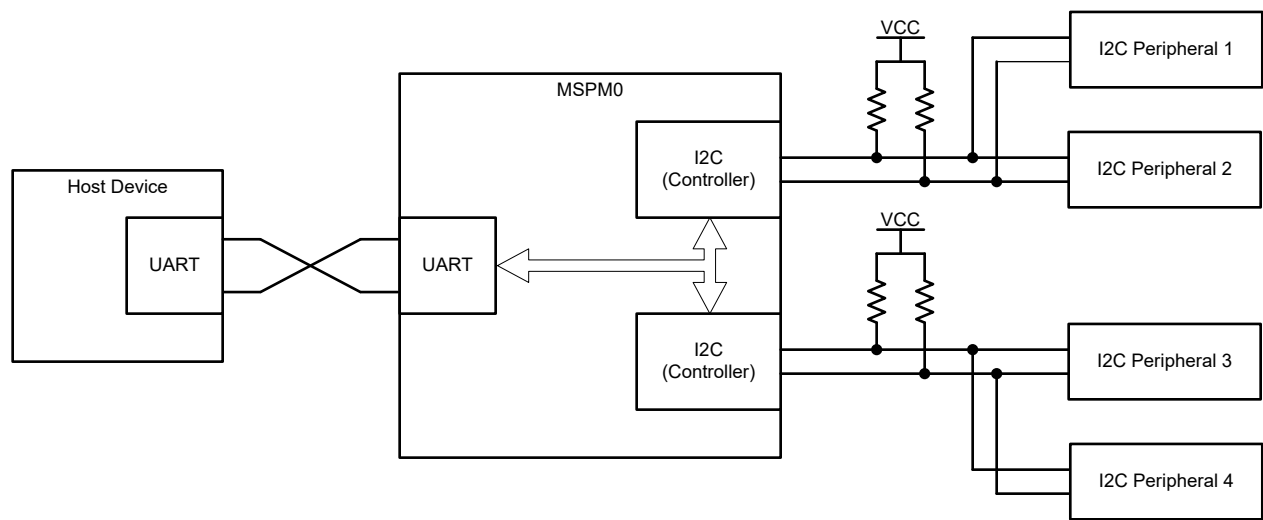 Host Device
UART
MSPM0
UART
I2C
(Controller)
I2C
(Controller)
VCC
VCC
I2C Peripheral 1
I2C Peripheral 2
I2C Peripheral 3
I2C Peripheral 4